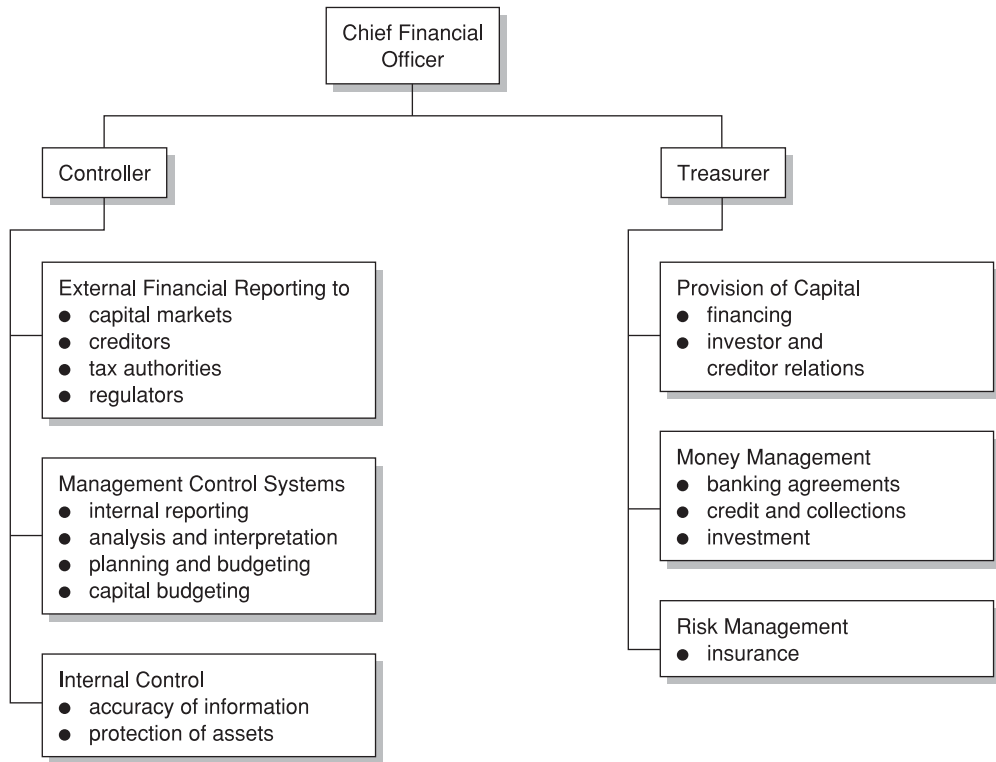 Chief Financial
Officer
Controller
External Financial Reporting to
● capital markets
● creditors
● tax authorities
● regulators
Management Control Systems
● internal reporting
● analysis and interpretation
● planning and budgeting
● capital budgeting
Internal Control
● accuracy of information
● protection of assets
Treasurer
Provision of Capital
● financing
● investor and
creditor relations
Money Management
● banking agreements
● credit and collections
● investment
Risk Management
● insurance